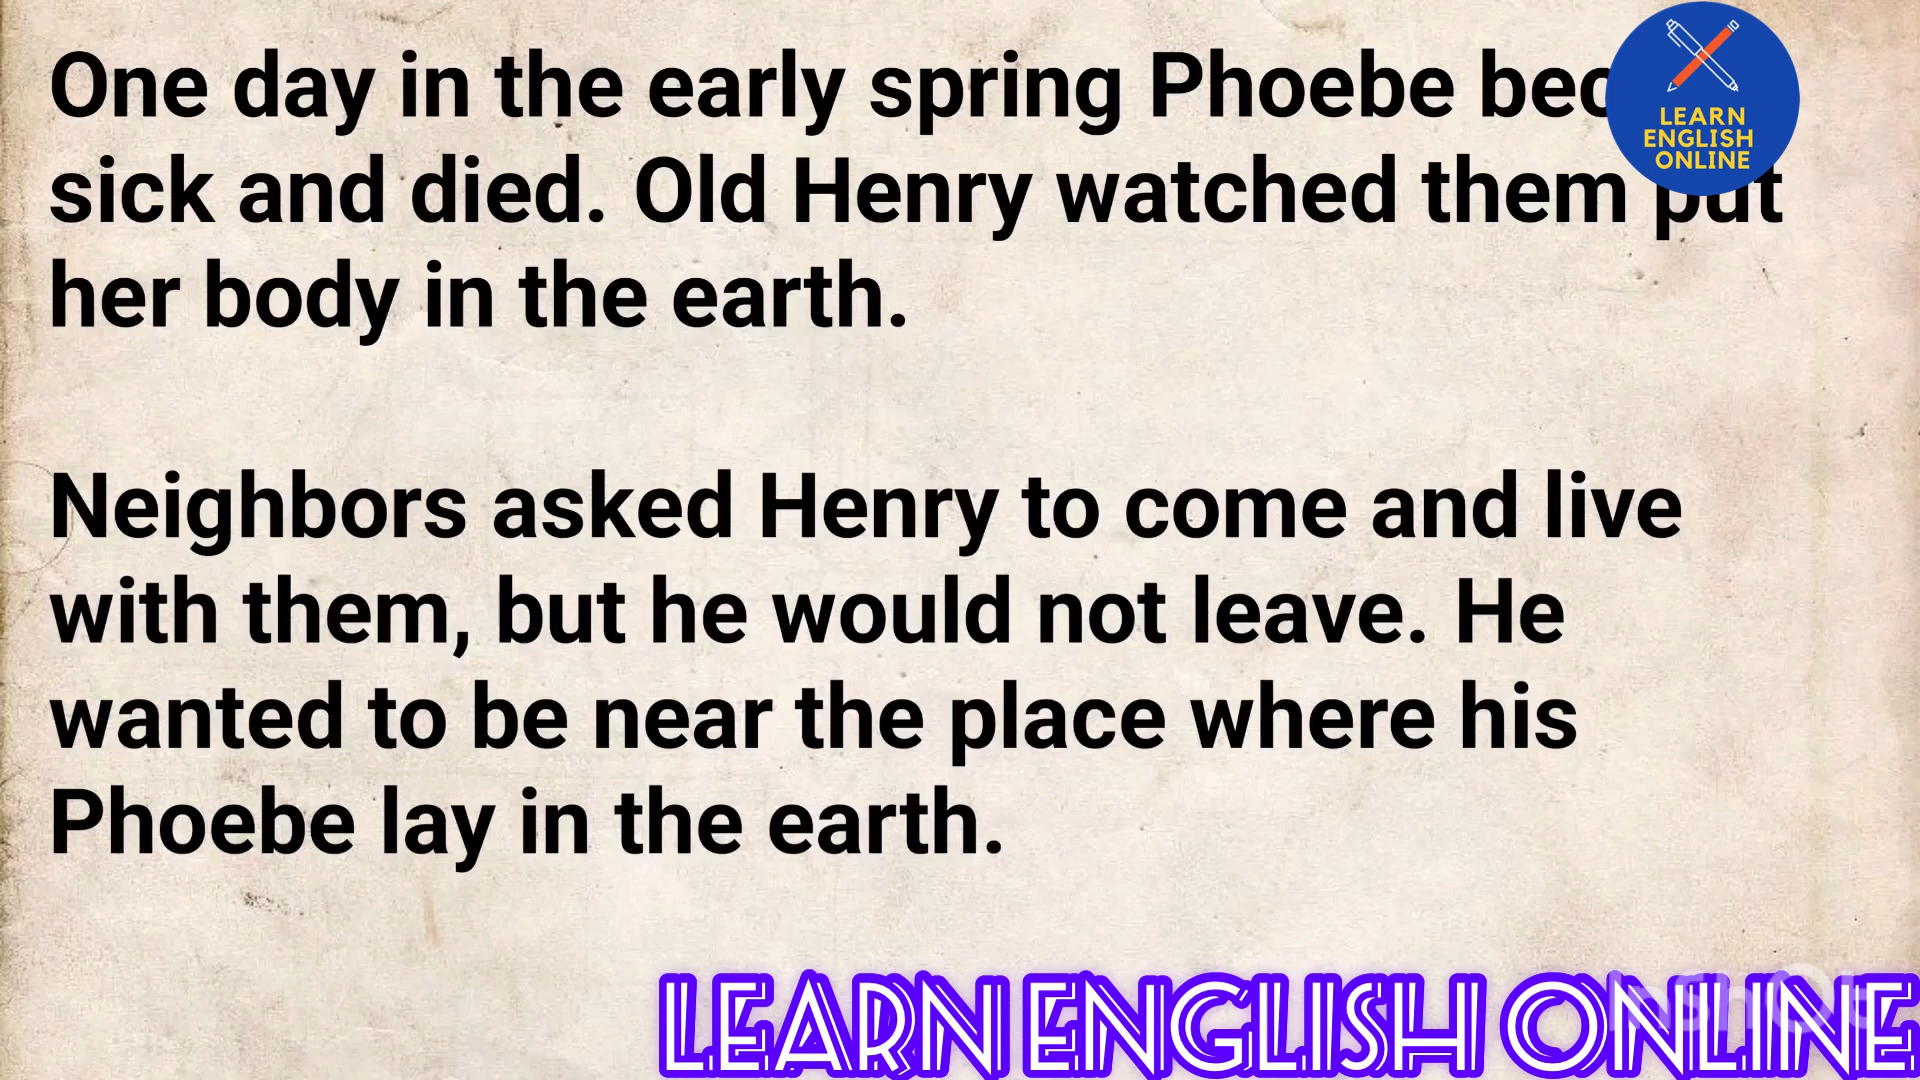 One day in the early spring Phoebe
LEARN
ENGLISH
ONLINE
sick and died. Old Henry watched them put
her body in the earth.
Neighbors asked Henry to come and live
with them, but he would not leave. He
wanted to be near the place where his
Phoebe lay in the earth.
LEARN ENGLISH ONLINE